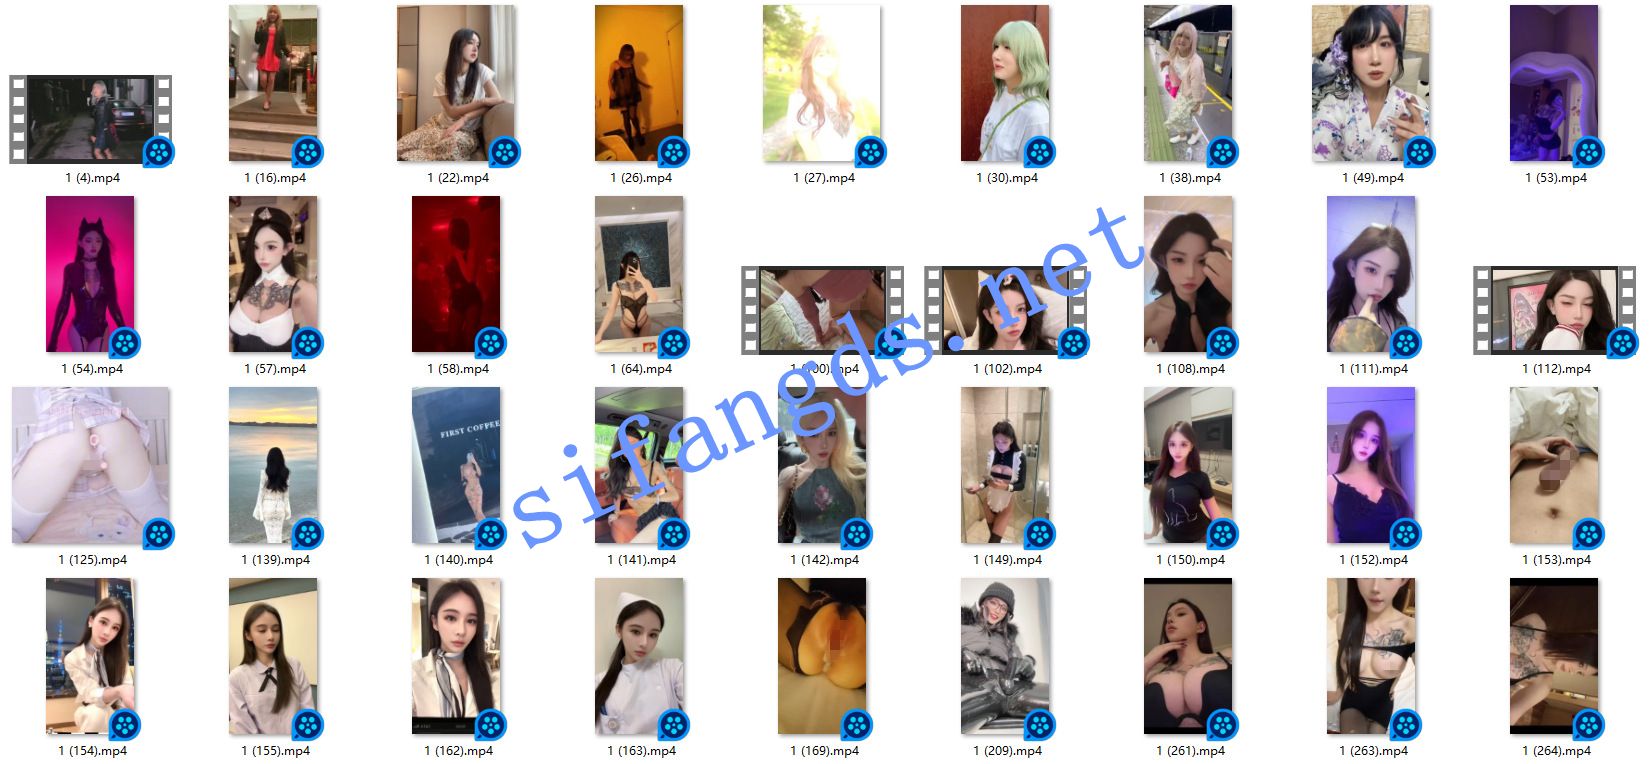 1 (4).mp4
1 (16).mp4
1 (22).mp4
1 (26).mp4
1 (27).mp4
1 (30).mp4
1 (38).mp4
1 (49).mp4
1 (53).mp4
1 (54).mp4
1 (57).mp4
1 (58).mp4
1 (64).mp4
1 (100).mp4
1 (102).mp4
1 (108).mp4
1 (111).mp4
1 (112).mp4
sifangds.net
FIRST COFFEE
1 (125).mp4
1 (139).mp4
1 (140).mp4
1 (141).mp4
1 (142).mp4
1 (149).mp4
1 (150).mp4
1 (152).mp4
1 (153).mp4
1 (154).mp4
1 (155).mp4
1 (162).mp4
1 (163).mp4
1 (169).mp4
1 (209).mp4
1 (261).mp4
1 (263).mp4
1 (264).mp4